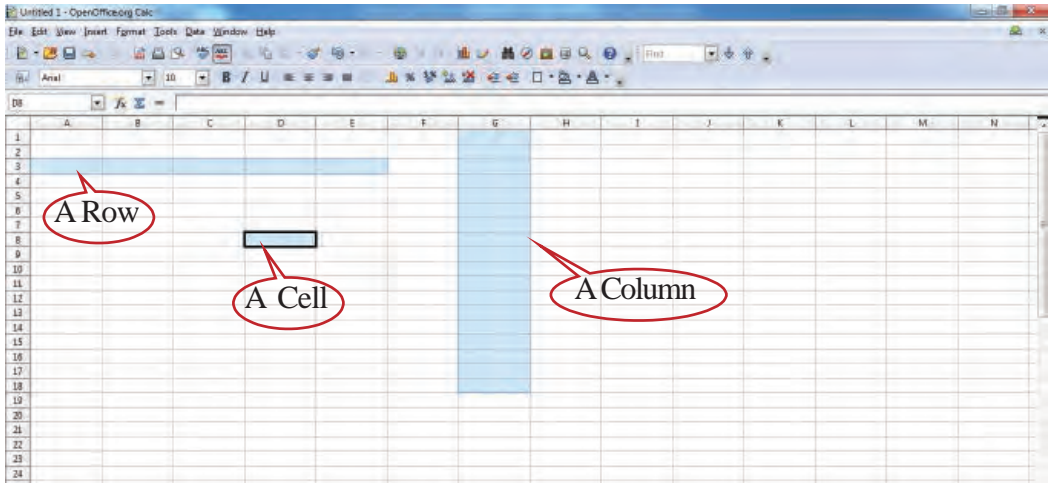 Untitled 1 - OpenOffice.org Calc
File Edit View Insert Format Tools Data Window Help
Find
Arial 10 B I U
D8 fx Σ =
A B C D E F G H I J K L M N
1
2
3
4
5
A Row
6
7
8
9
10
11
A Cell
A Column
12
13
14
15
16
17
18
19
20
21
22
23
24